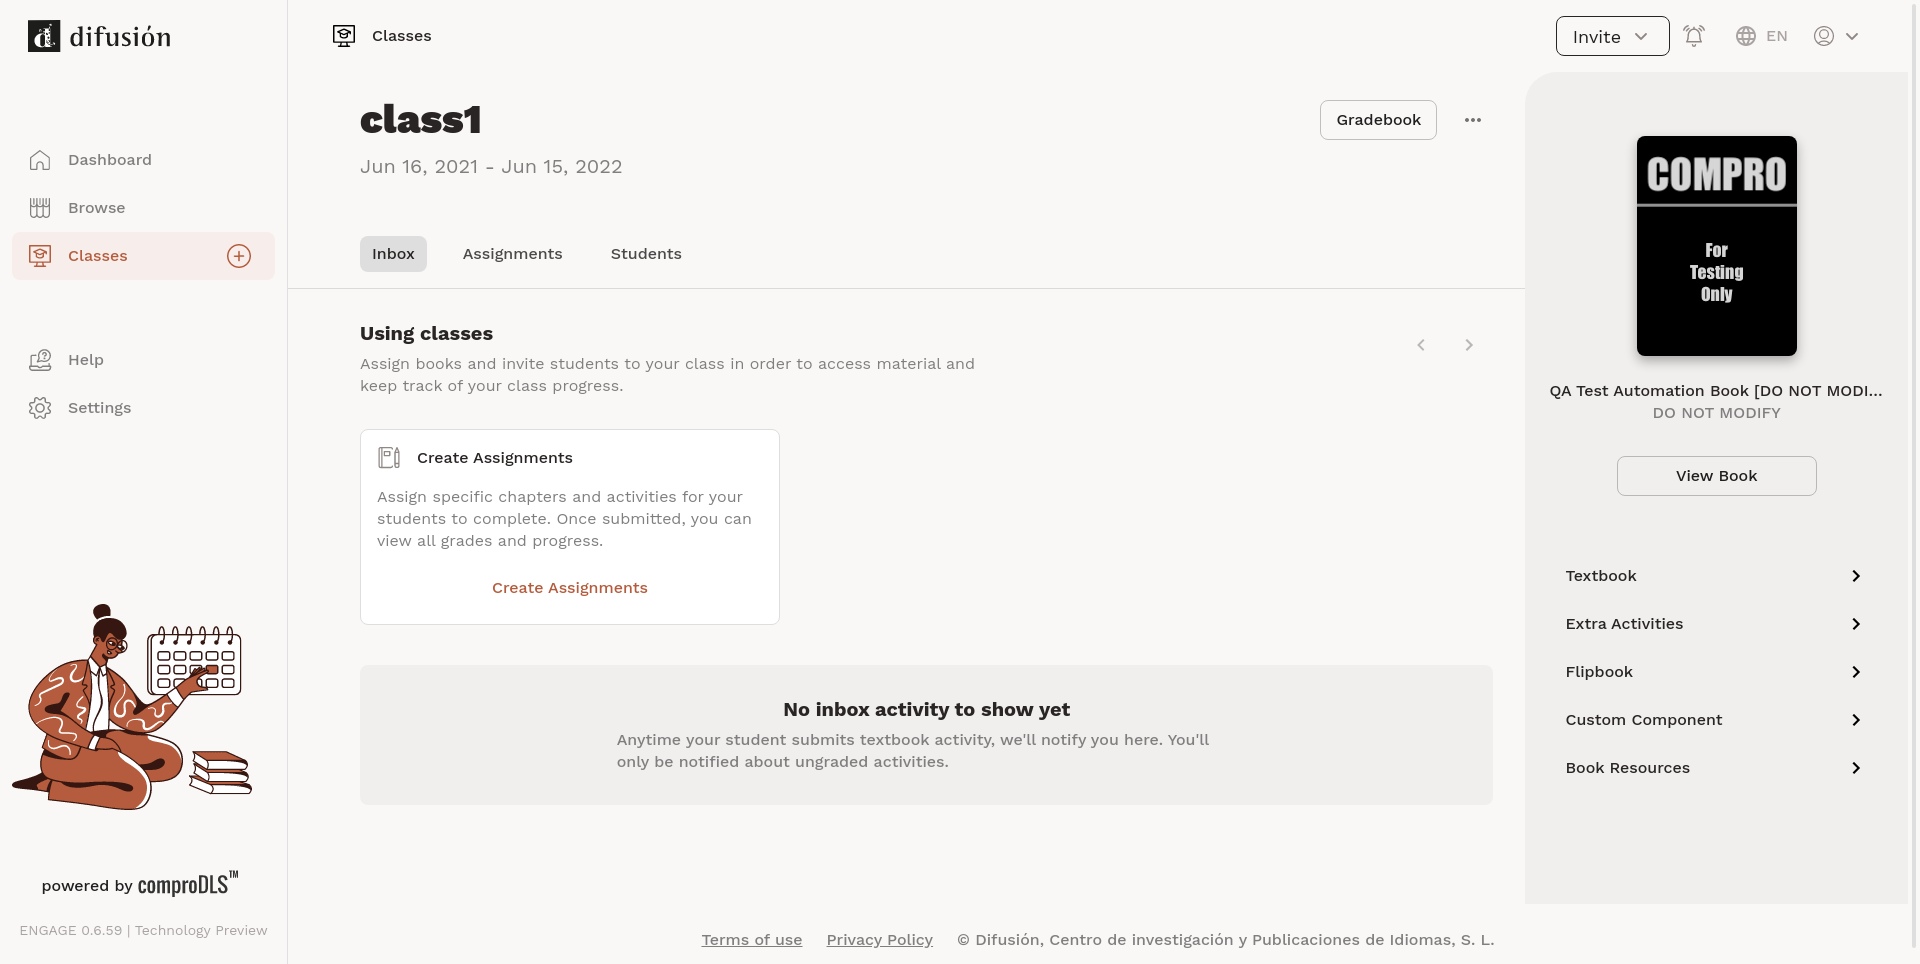 difusión
Classes
Invite
EN
Dashboard
Browse
Classes
Help
Settings
class1
Jun 16, 2021 - Jun 15, 2022
Gradebook
Inbox
Assignments
Students
Using classes
Assign books and invite students to your class in order to access material and
keep track of your class progress.
Create Assignments
Assign specific chapters and activities for your
students to complete. Once submitted, you can
view all grades and progress.
Create Assignments
No inbox activity to show yet
Anytime your student submits textbook activity, we'll notify you here. You'll
only be notified about ungraded activities.
COMPRO
For
Testing
Only
QA Test Automation Book [DO NOT MODI...
DO NOT MODIFY
View Book
Textbook
Extra Activities
Flipbook
Custom Component
Book Resources
powered by comproDLS™
ENGAGE 0.6.59 | Technology Preview
Terms of use
Privacy Policy
© Difusión, Centro de investigación y Publicaciones de Idiomas, S. L.